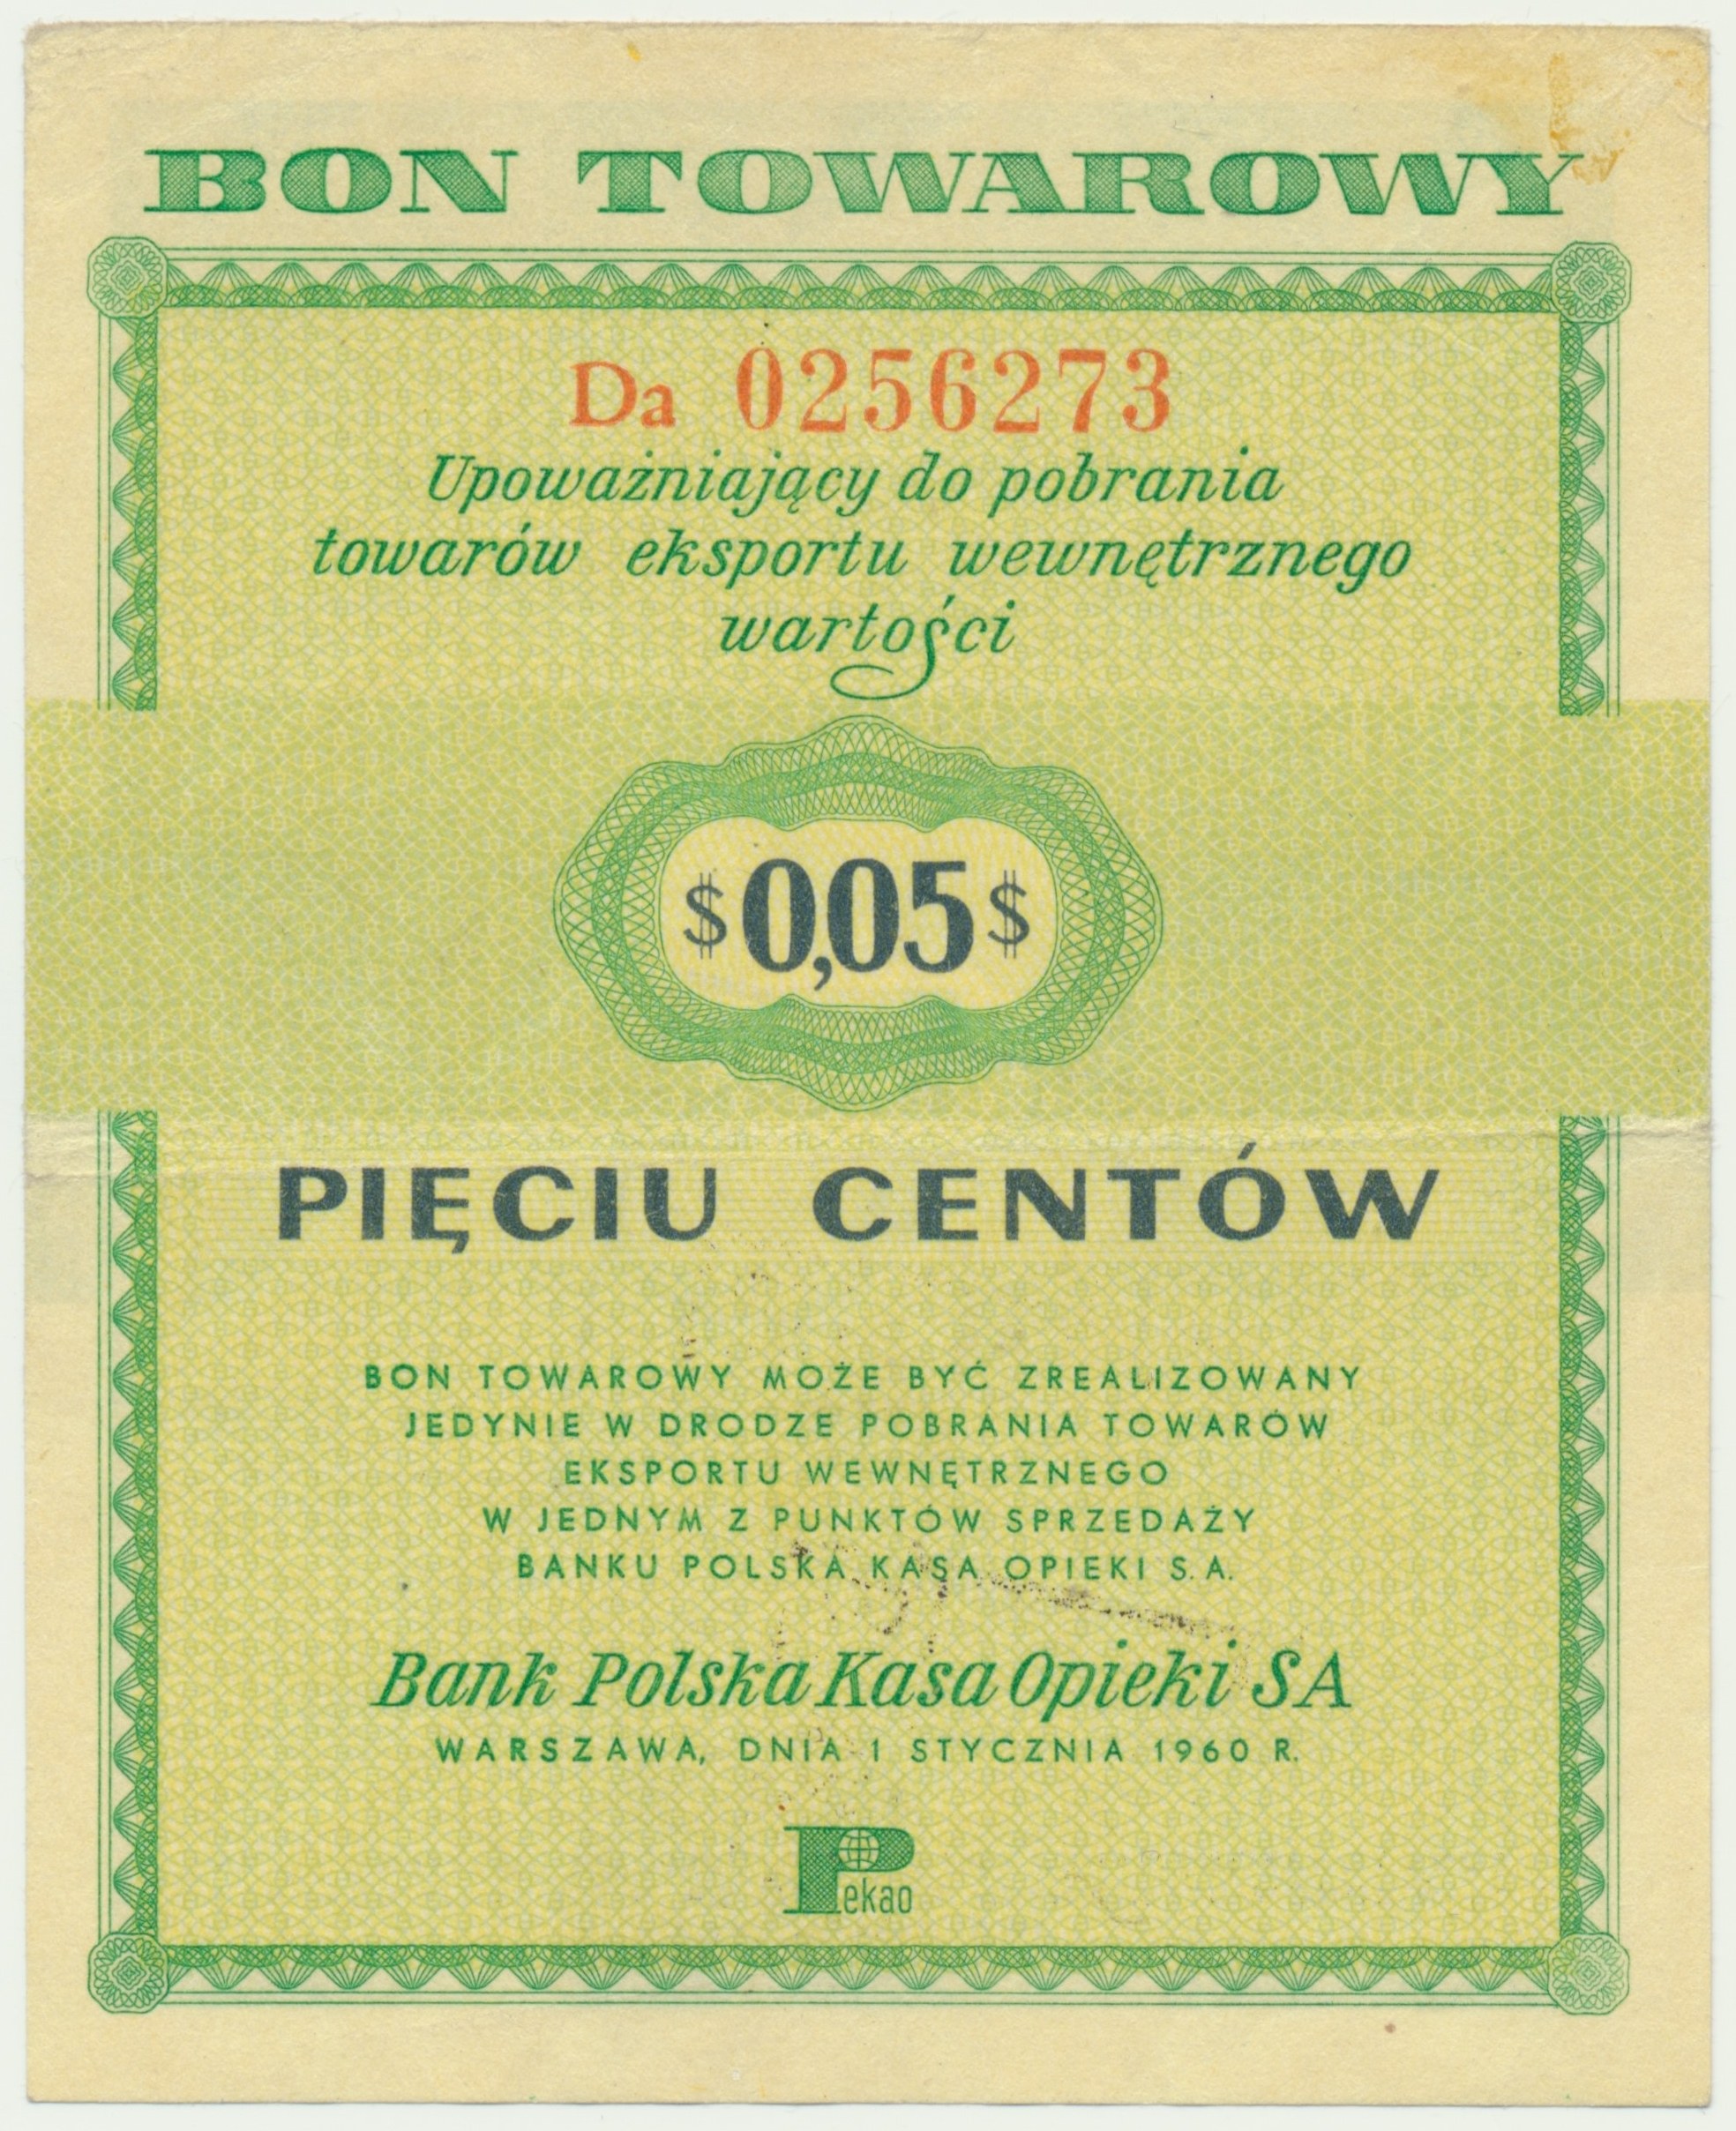 BON TOWAROWY
Da 0256273
Upoważniający do pobrania
towarów eksportu wewnętrznego
wartości
$0,05$
PIĘCIU CENTÓW
BON TOWAROWY MOŻE BYĆ ZREALIZOWANY
JEDYNIE W DRODZE POBRANIA TOWARÓW
EKSPORTU WEWNĘTRZNEGO
W JEDNYM Z PUNKTÓW SPRZEDAŻY
BANKU POLSKA KASA OPIEKI S.A.
Bank Polska Kasa Opieki SA
WARSZAWA, DNIA 1 STYCZNIA 1960 R.
Pekao